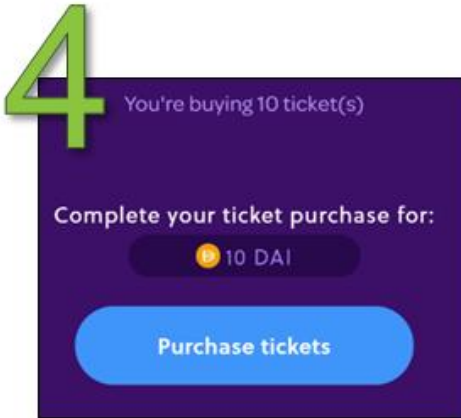 4
You're buying 10 ticket(s)
Complete your ticket purchase for:
10 DAI
Purchase tickets